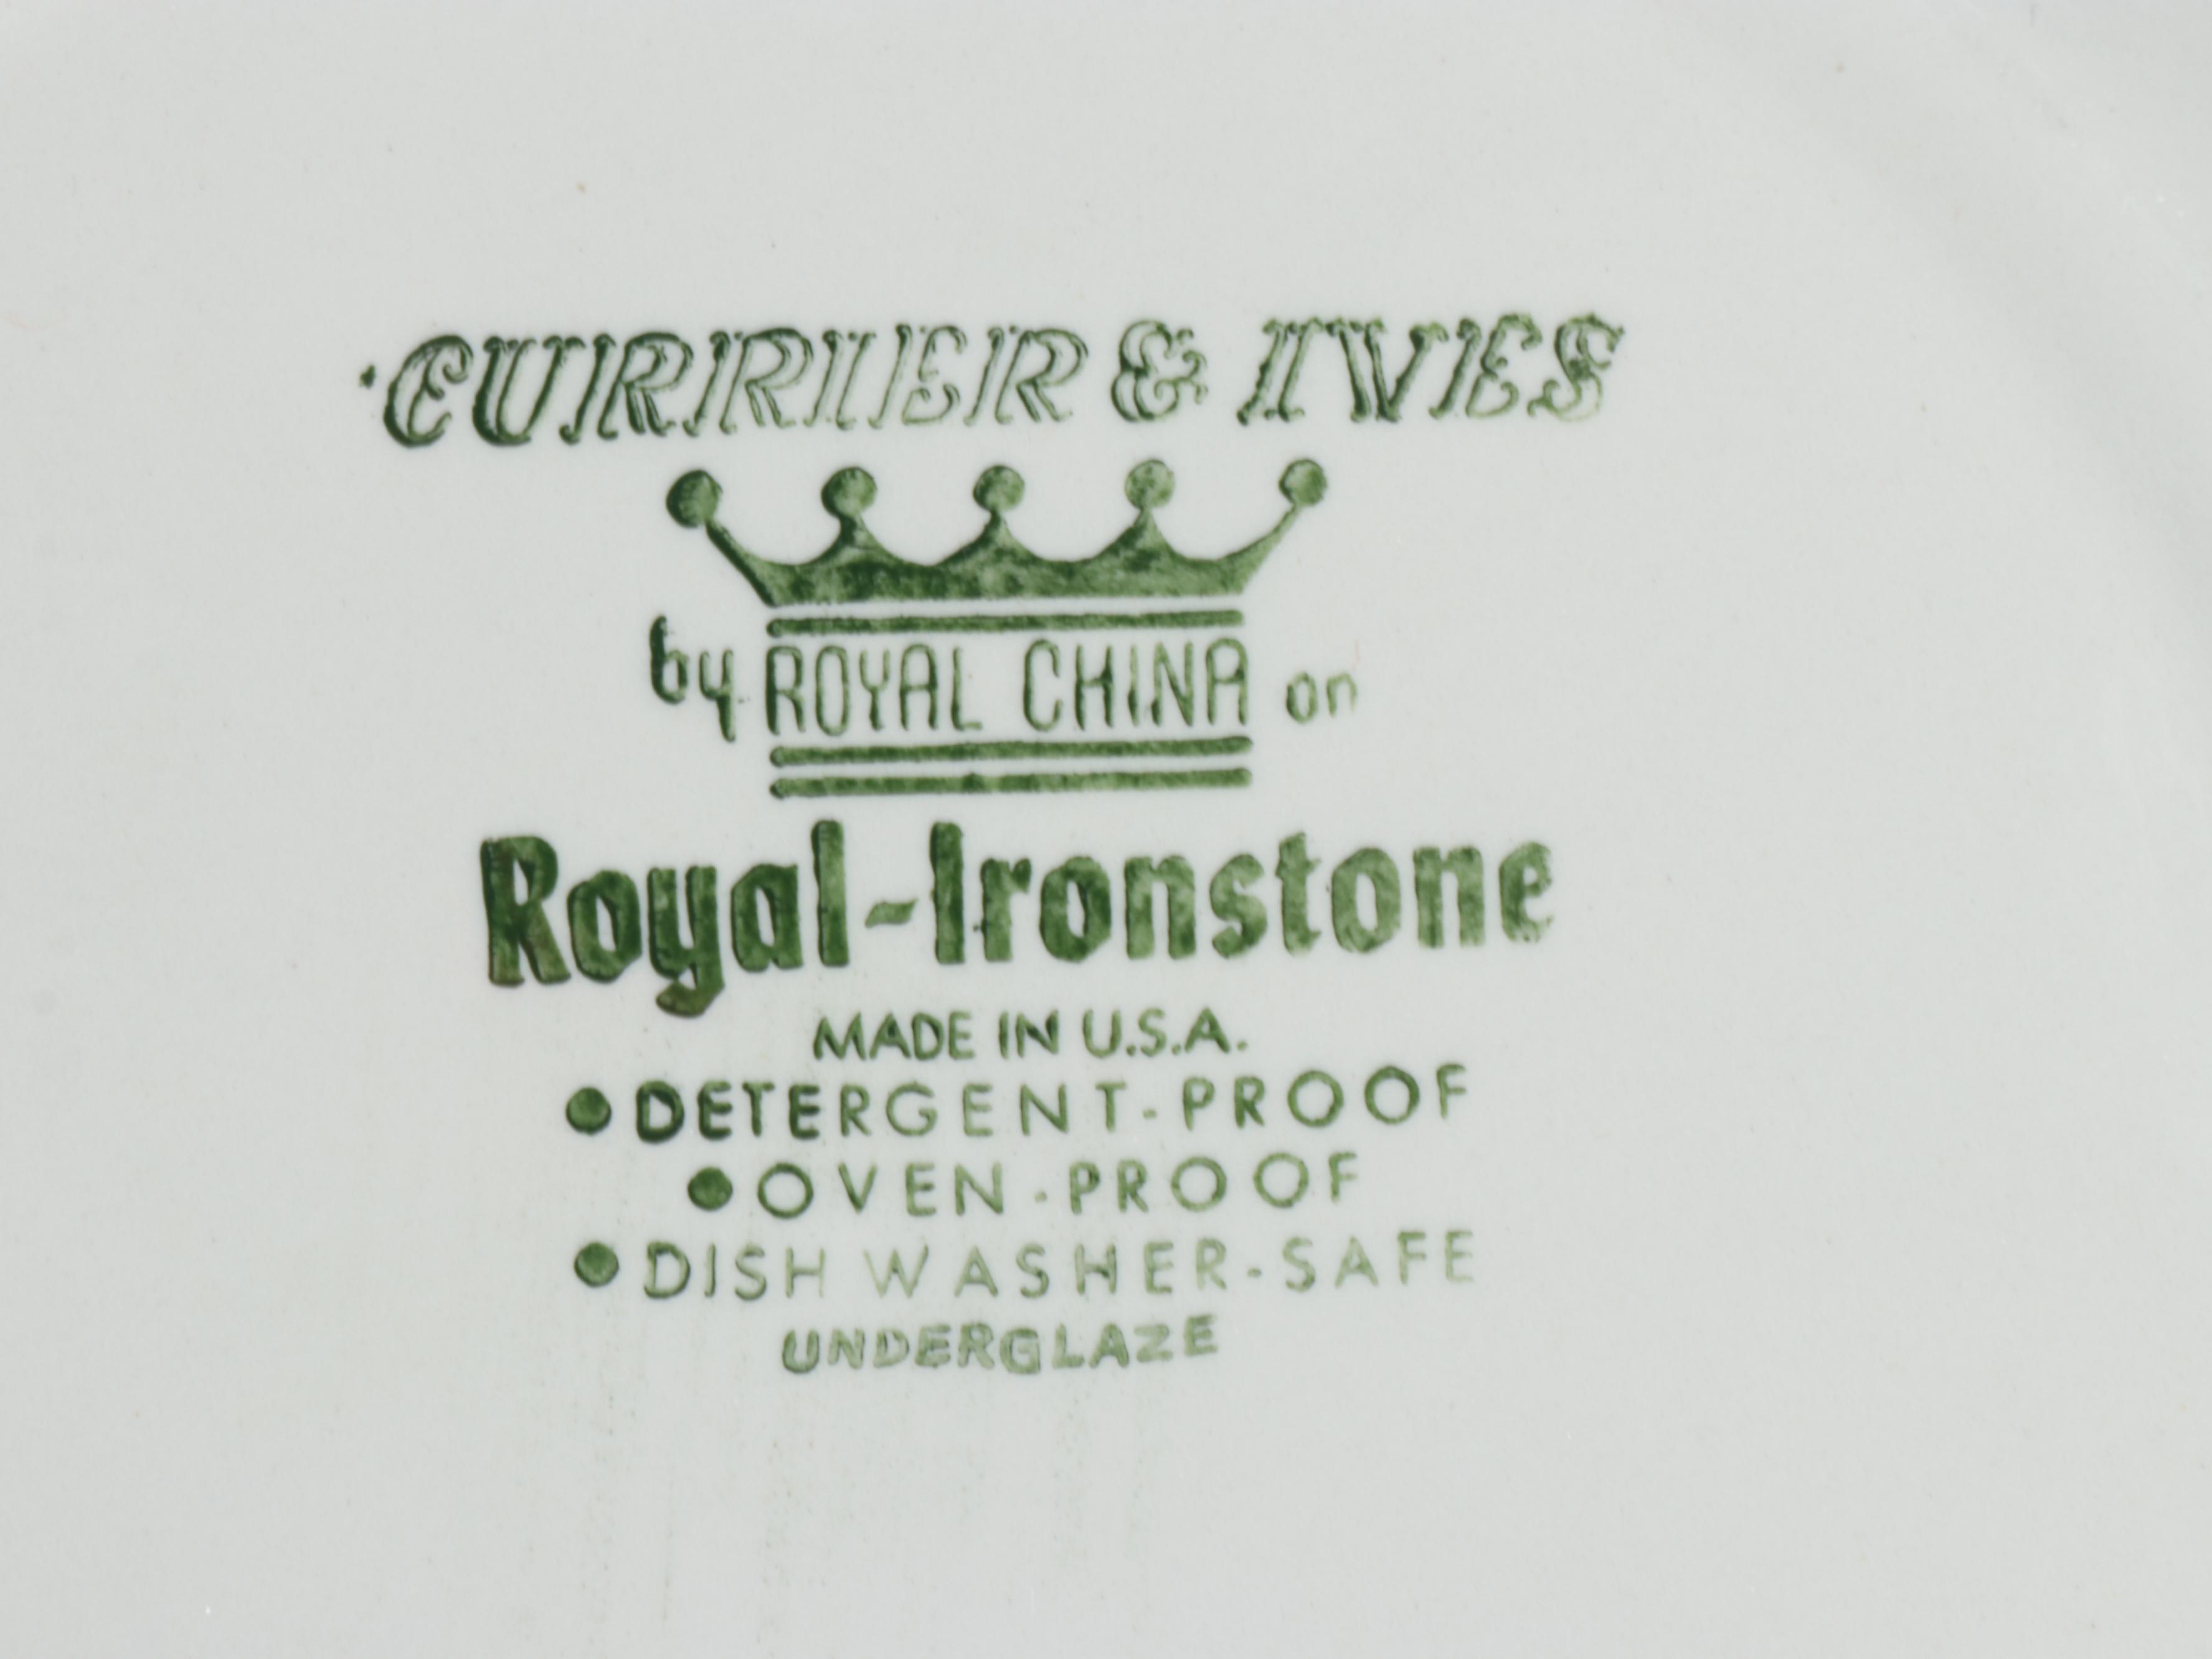 CURRIER & IVES
by ROYAL CHINA on
Royal-Ironstone
MADE IN U.S.A.
• DETERGENT-PROOF
• OVEN-PROOF
• DISH WASHER-SAFE
UNDERGLAZE